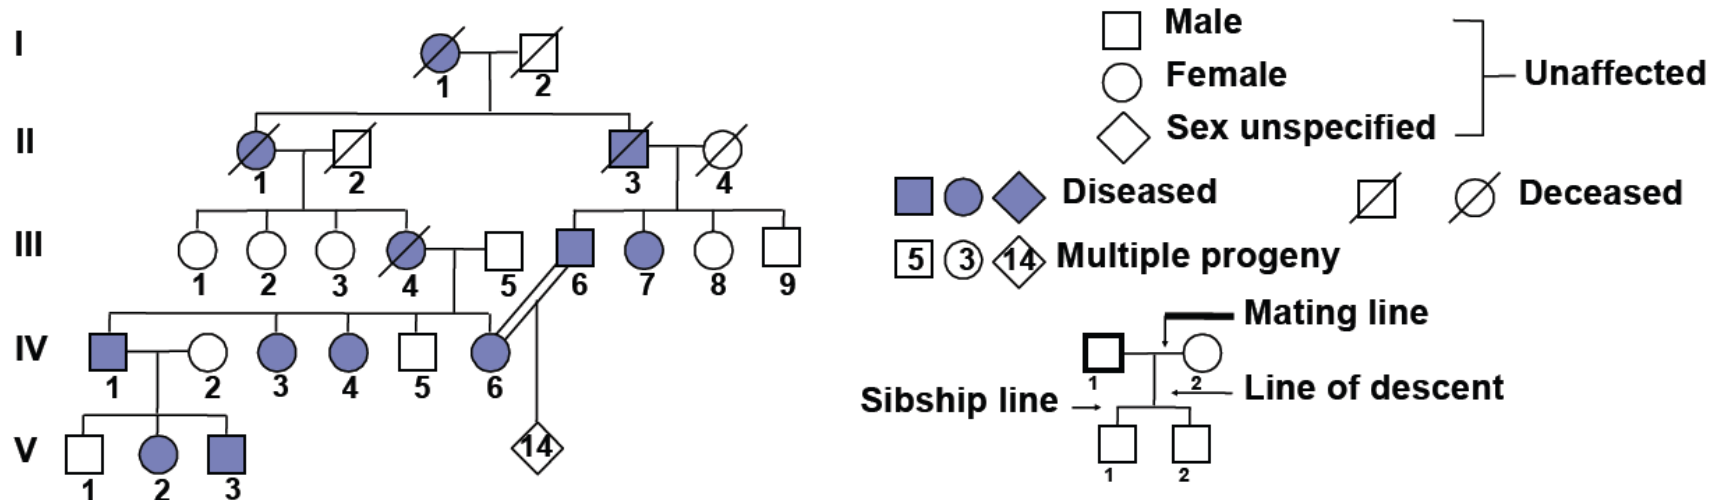 I
1 2
II
1 2 3 4
III
1 2 3 4 5 6 7 8 9
IV
1 2 3 4 5 6
V
1 2 3
14
Male
Female
Sex unspecified
Unaffected
Diseased
Deceased
5 3 14 Multiple progeny
Mating line
1 2
Line of descent
Sibship line
1 2